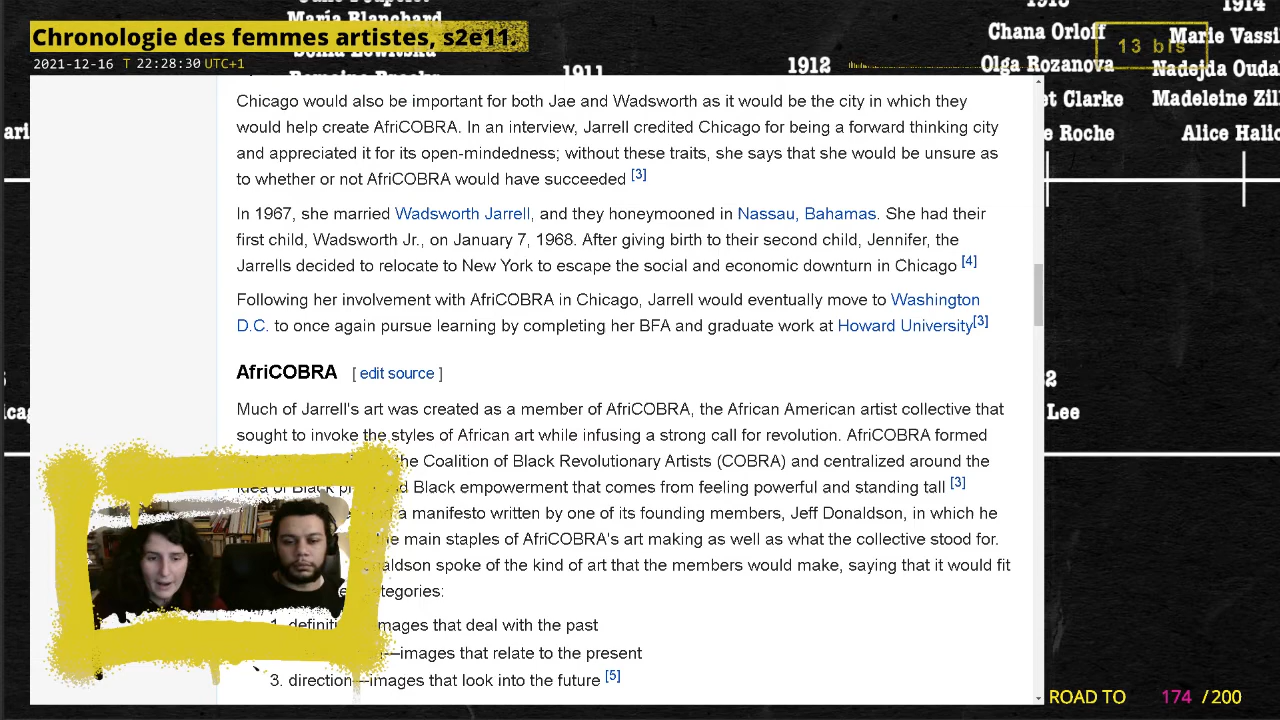 1913
1914
María Blanchard
Chana Orloff
Chronologie des femmes artistes, s2e11.
13 bis
Olga Rozanova
2021-12-16 T 22:28:30 UTC+1
1911
1912
Chicago would also be important for both Jae and Wadsworth as it would be the city in which they
would help create AfriCOBRA. In an interview, Jarrell credited Chicago for being a forward thinking city
and appreciated it for its open-mindedness; without these traits, she says that she would be unsure as
to whether or not AfriCOBRA would have succeeded [3]
In 1967, she married Wadsworth Jarrell, and they honeymooned in Nassau, Bahamas. She had their
first child, Wadsworth Jr., on January 7, 1968. After giving birth to their second child, Jennifer, the
Jarrells decided to relocate to New York to escape the social and economic downturn in Chicago [4]
Following her involvement with AfriCOBRA in Chicago, Jarrell would eventually move to Washington
D.C. to once again pursue learning by completing her BFA and graduate work at Howard University[3]
AfriCOBRA [ edit source ]
Much of Jarrell's art was created as a member of AfriCOBRA, the African American artist collective that
sought to invoke the styles of African art while infusing a strong call for revolution. AfriCOBRA formed
the Coalition of Black Revolutionary Artists (COBRA) and centralized around the
idea of Black Black empowerment that comes from feeling powerful and standing tall [3]
a manifesto written by one of its founding members, Jeff Donaldson, in which he
main staples of AfriCOBRA's art making as well as what the collective stood for.
spoke of the kind of art that the members would make, saying that it would fit
1. images that deal with the past
—images that relate to the present
3. direction—images that look into the future [5]
Marie Vassi
Nadejda Ouda
et Clarke
Madeleine Zil
e Roche
Alice Halic
Lee
ROAD TO 174 / 200